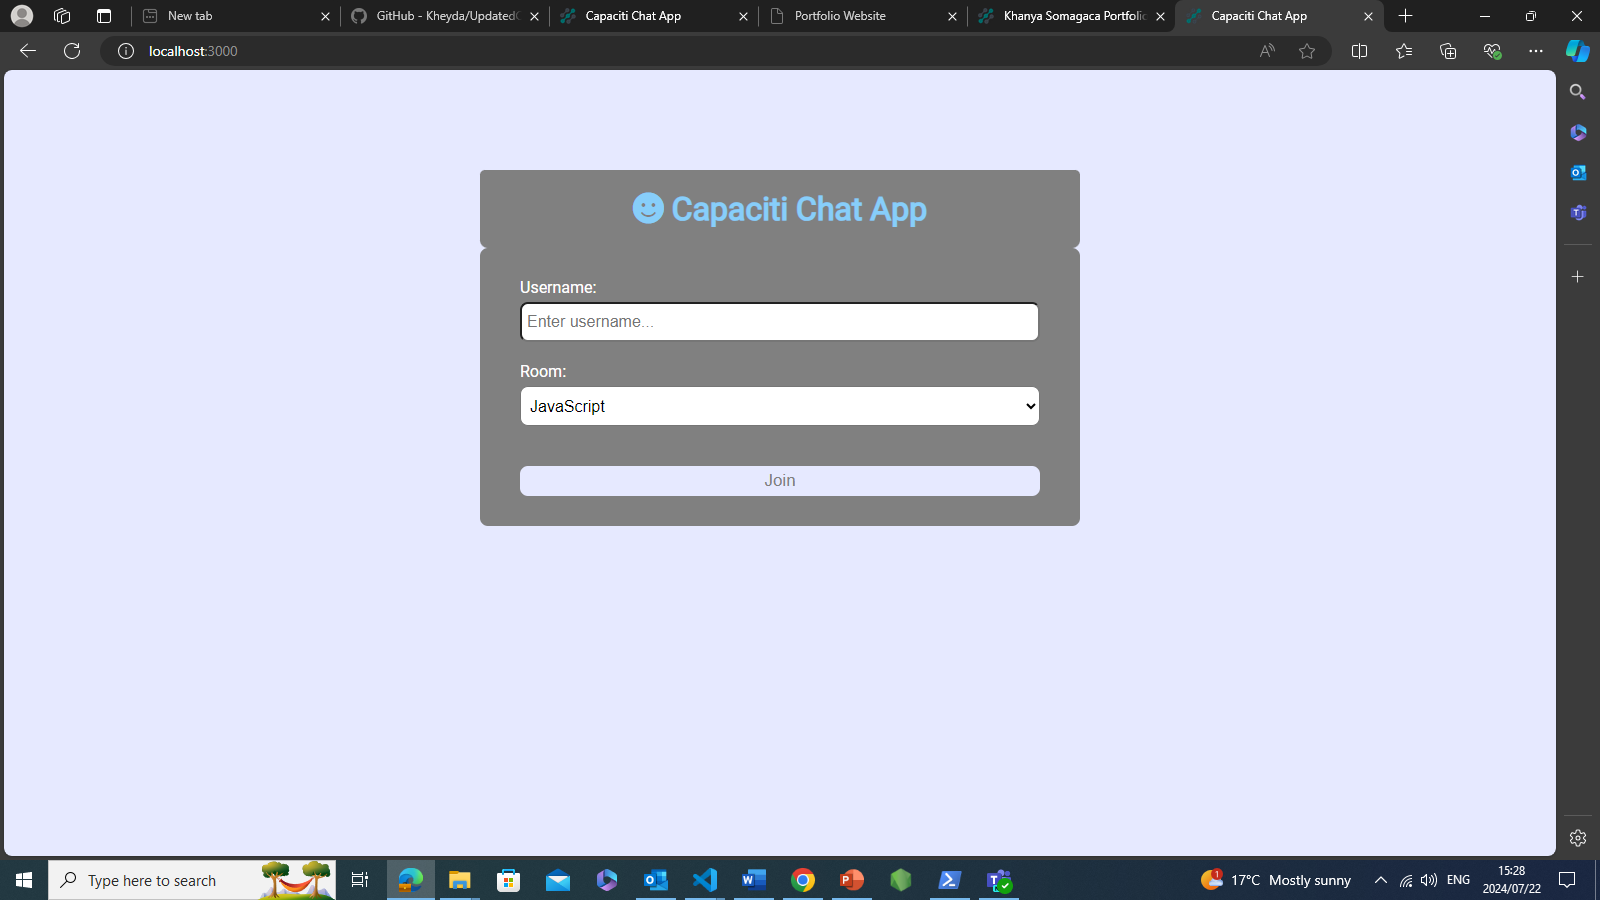 New tab
GitHub - Kheyda/UpdatedC
Capaciti Chat App
Portfolio Website
Khanya Somagaca Portfolio
Capaciti Chat App
localhost:3000
Capaciti Chat App
Username:
Enter username...
Room:
JavaScript
Join
Type here to search
1
17°C Mostly sunny
ENG
15:28
2024/07/22